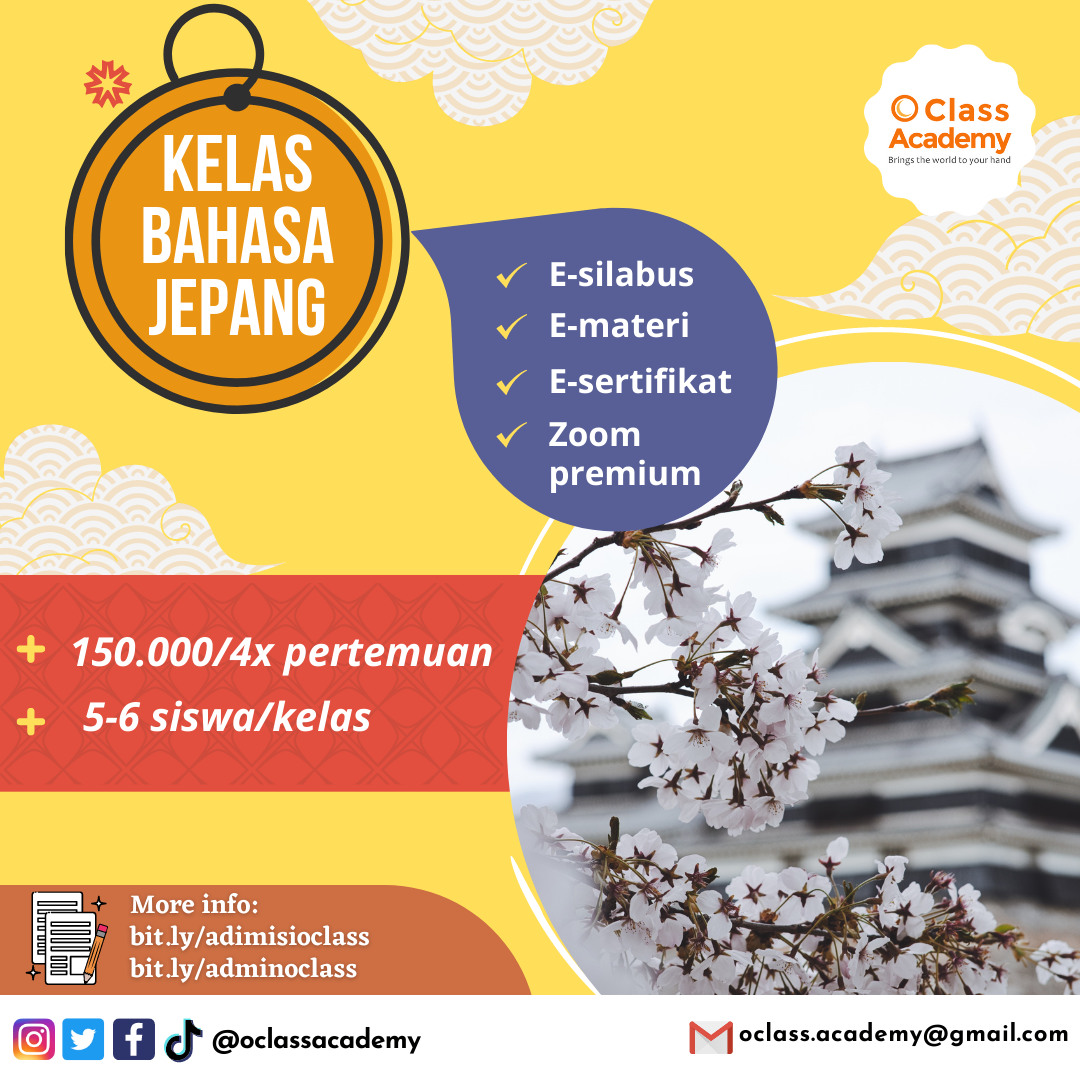 KELAS
BAHASA
JEPANG
O Class
Academy
Brings the world to your hand
E-silabus
E-materi
E-sertifikat
Zoom
premium
150.000/4x pertemuan
5-6 siswa/kelas
More info:
bit.ly/adimisioclass
bit.ly/adminoclass
@oclassacademy
oclass.academy@gmail.com